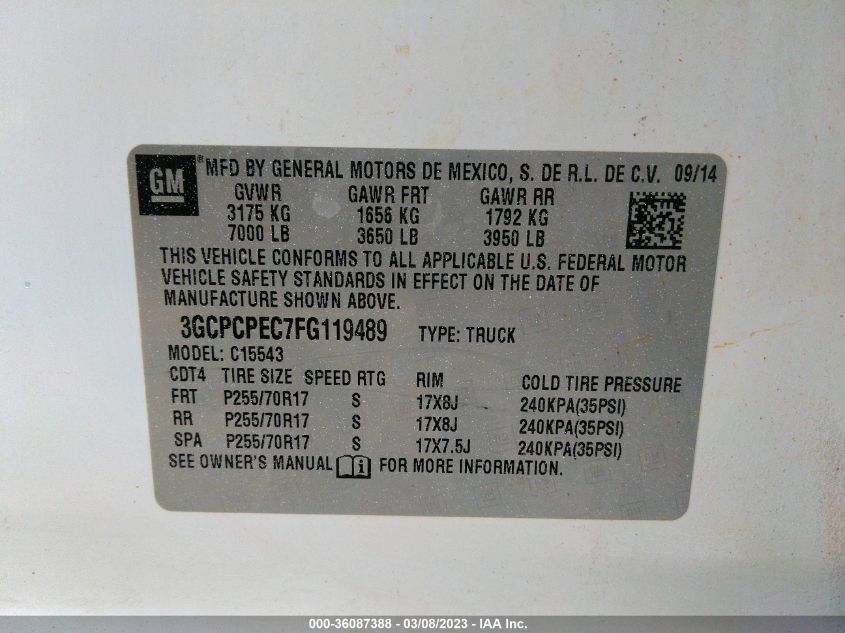 GM ® MFD BY GENERAL MOTORS DE MEXICO, S. DE R.L. DE C.V. 09/14
GVWR GAWR FRT GAWR RR
3175 KG 1656 KG 1792 KG
7000 LB 3650 LB 3950 LB
THIS VEHICLE CONFORMS TO ALL APPLICABLE U.S. FEDERAL MOTOR
VEHICLE SAFETY STANDARDS IN EFFECT ON THE DATE OF
MANUFACTURE SHOWN ABOVE.
3GCPCPEC7FG119489 TYPE: TRUCK
MODEL: C15543
CDT4 TIRE SIZE SPEED RTG RIM COLD TIRE PRESSURE
FRT P255/70R17 S 17X8J 240KPA(35PSI)
RR P255/70R17 S 17X8J 240KPA(35PSI)
SPA P255/70R17 S 17X7.5J 240KPA(35PSI)
SEE OWNER'S MANUAL FOR MORE INFORMATION.
000-36087388 - 03/08/2023 - IAA Inc.